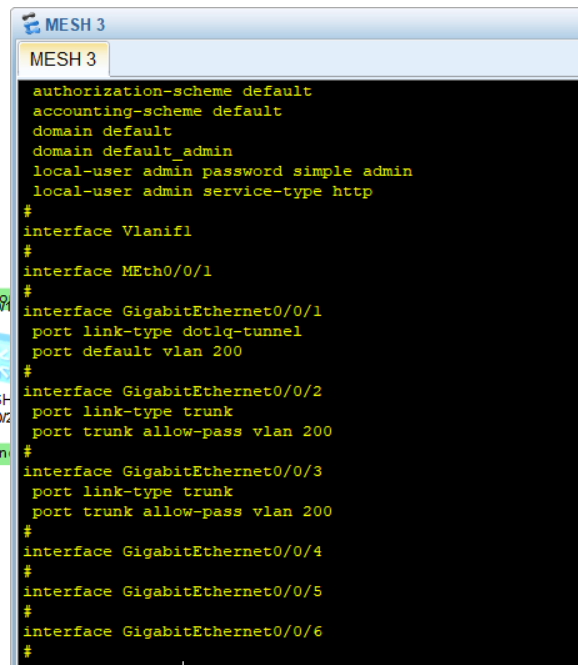 MESH 3
MESH 3
authorization-scheme default
accounting-scheme default
domain default
domain default_admin
local-user admin password simple admin
local-user admin service-type http
#
interface Vlanif1
#
interface MEth0/0/1
#
interface GigabitEthernet0/0/1
port link-type dot1q-tunnel
port default vlan 200
#
interface GigabitEthernet0/0/2
port link-type trunk
port trunk allow-pass vlan 200
#
interface GigabitEthernet0/0/3
port link-type trunk
port trunk allow-pass vlan 200
#
interface GigabitEthernet0/0/4
#
interface GigabitEthernet0/0/5
#
interface GigabitEthernet0/0/6
#